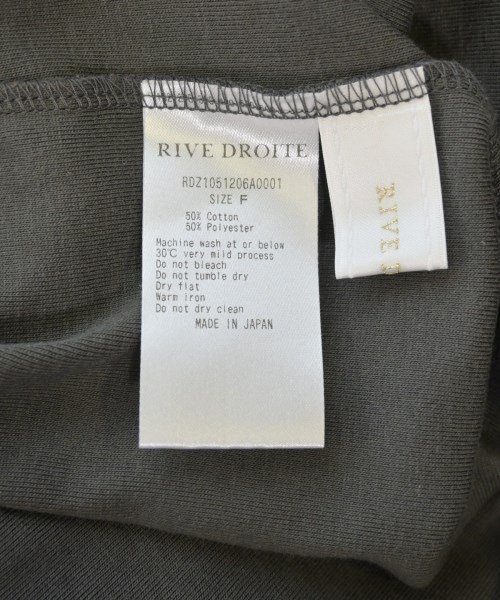 RIVE DROITE
RDZ1051206A0001
SIZE F
50% Cotton
50% Polyester
Machine wash at or below
30℃ very mild process
Do not bleach
Do not tumble dry
Dry flat
Warm iron
Do not dry clean
MADE IN JAPAN
RIVE